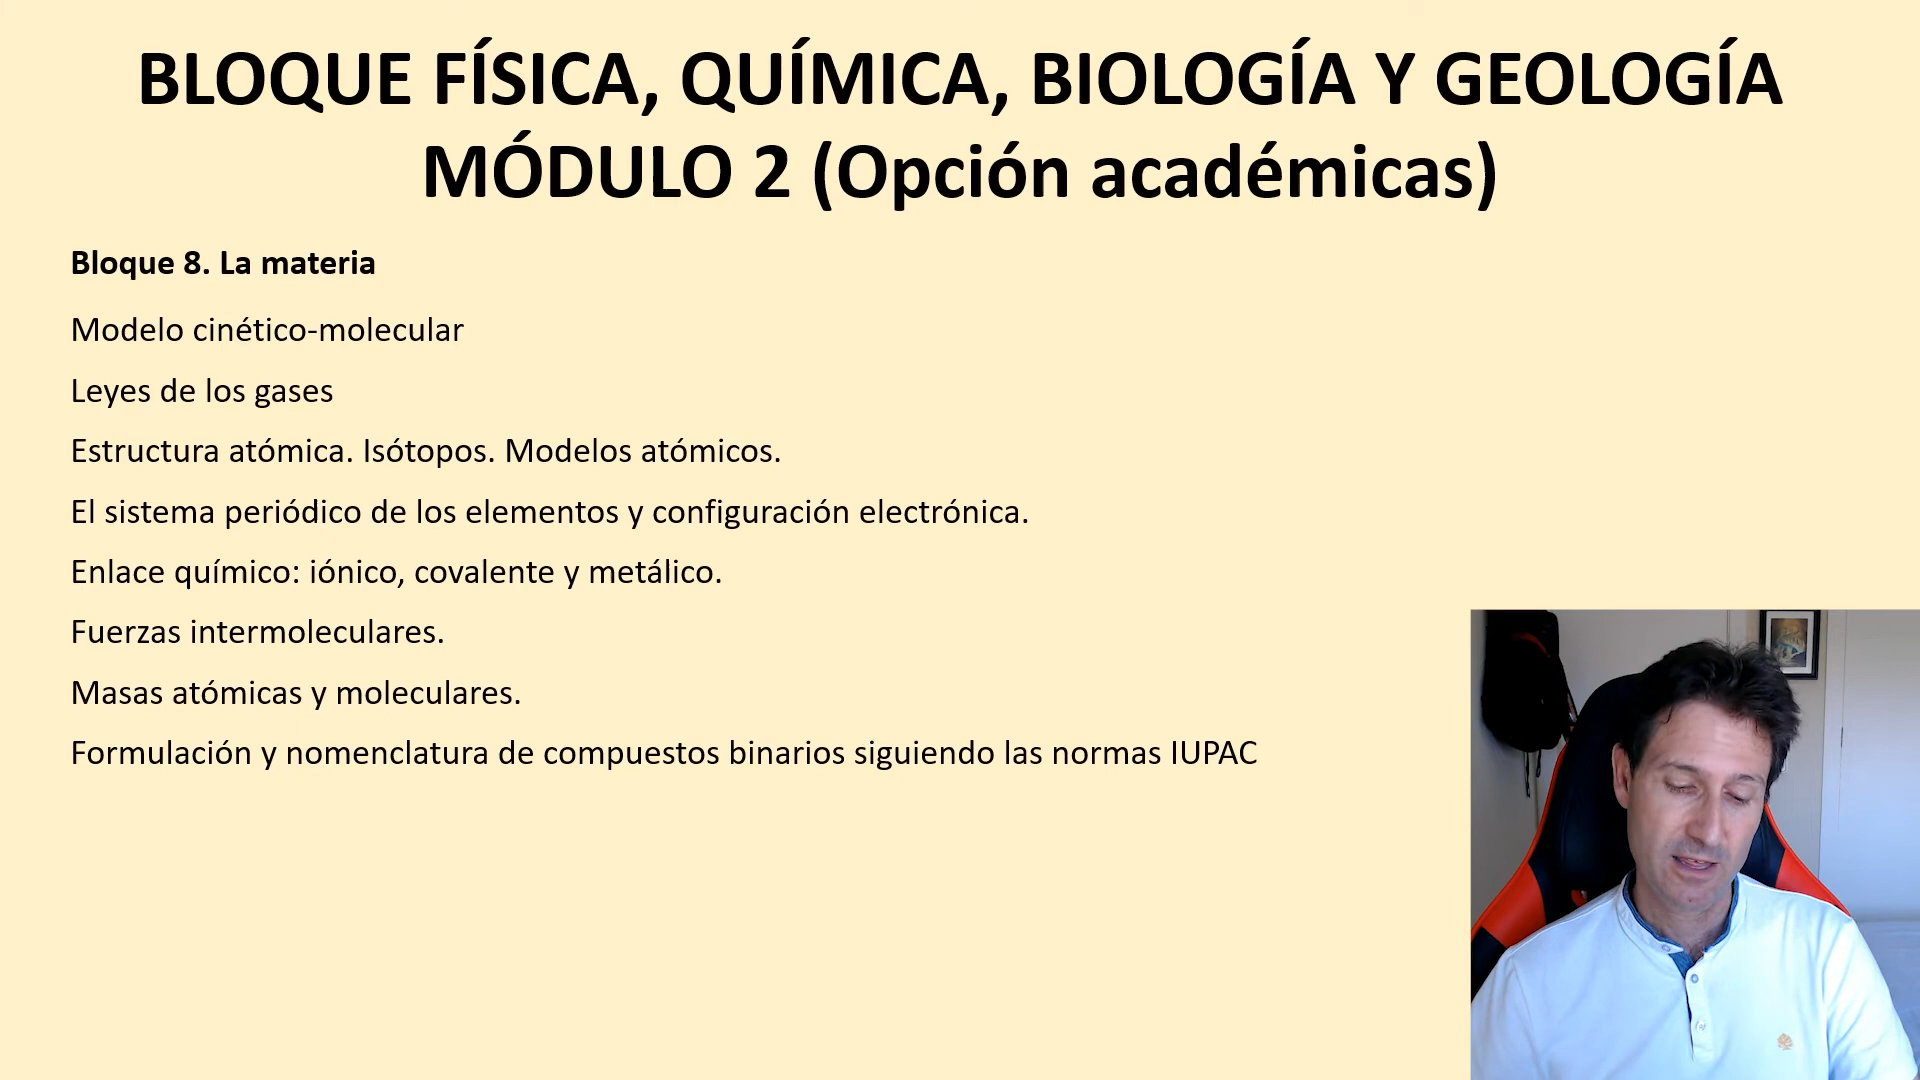 BLOQUE FÍSICA, QUÍMICA, BIOLOGÍA Y GEOLOGÍA
MÓDULO 2 (Opción académicas)
Bloque 8. La materia
Modelo cinético-molecular
Leyes de los gases
Estructura atómica. Isótopos. Modelos atómicos.
El sistema periódico de los elementos y configuración electrónica.
Enlace químico: iónico, covalente y metálico.
Fuerzas intermoleculares.
Masas atómicas y moleculares.
Formulación y nomenclatura de compuestos binarios siguiendo las normas IUPAC